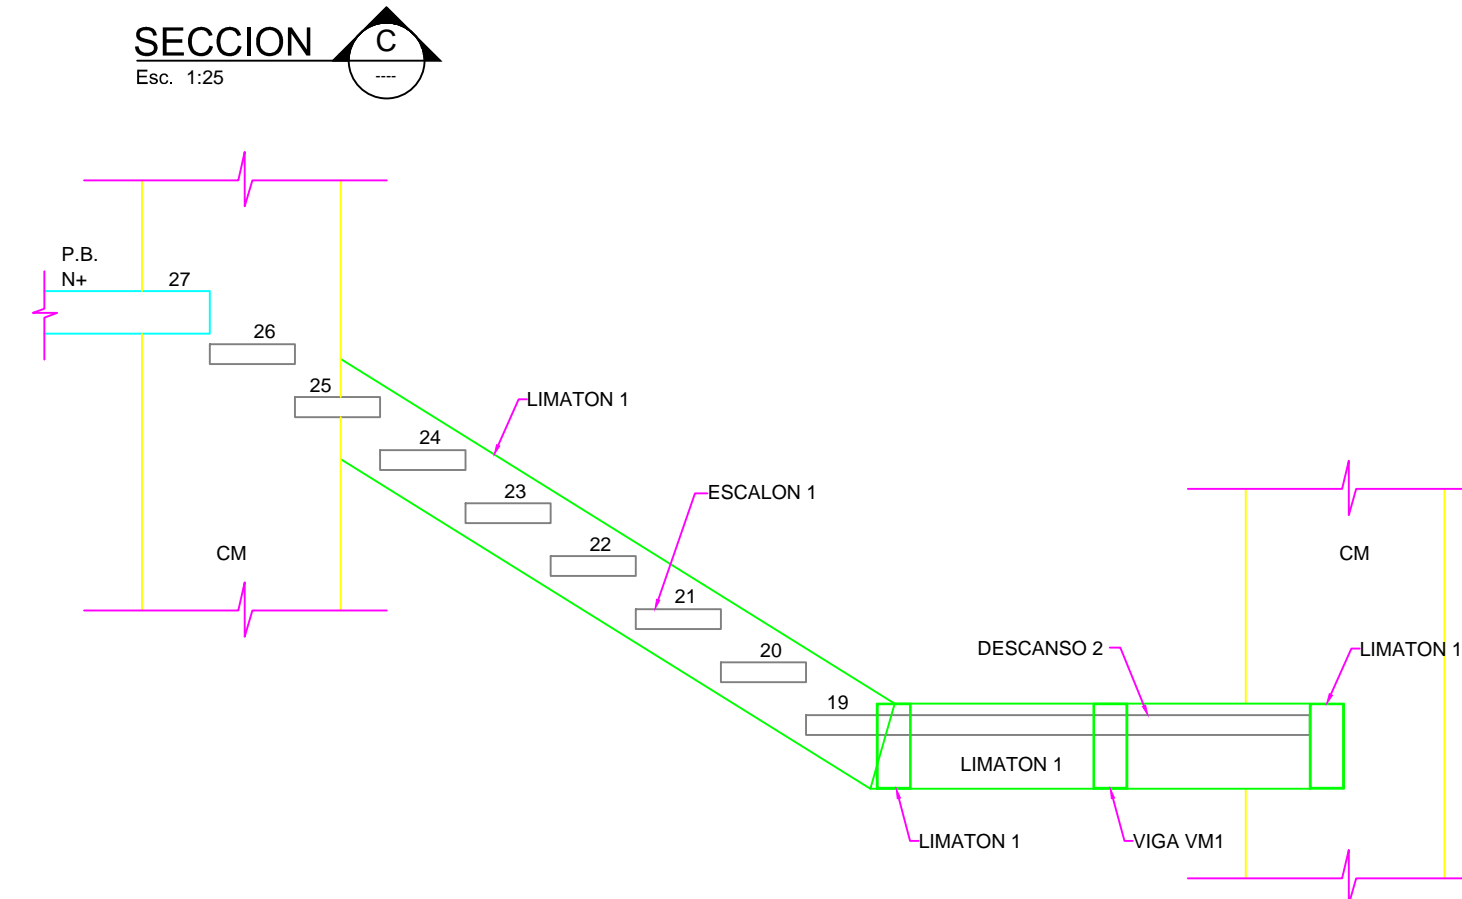 SECCION
C
Esc. 1:25
----
P.B.
N+
27
26
25
LIMATON 1
24
23
ESCALON 1
22
CM
CM
21
20
DESCANSO 2
LIMATON 1
19
LIMATON 1
LIMATON 1
VIGA VM1